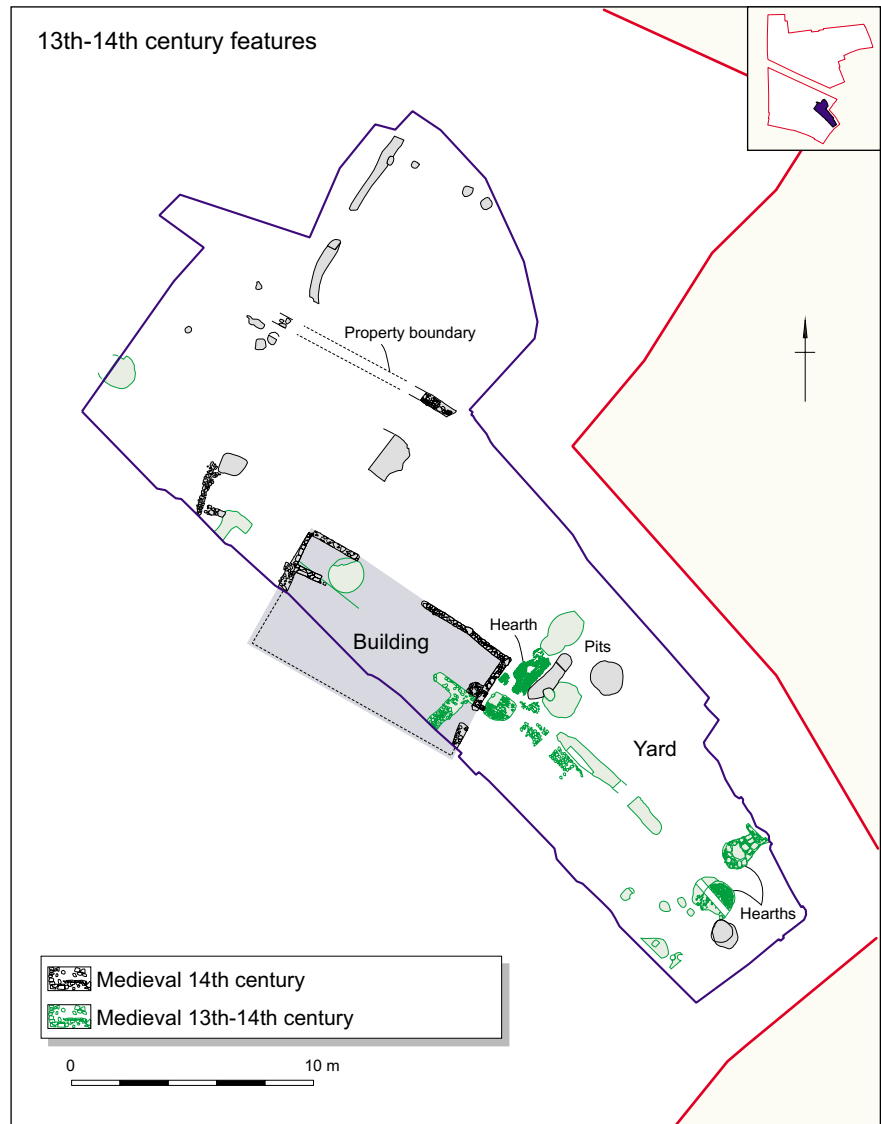 13th-14th century features
Property boundary
Hearth
Pits
Building
Yard
Hearths
Medieval 14th century
Medieval 13th-14th century
0 10 m